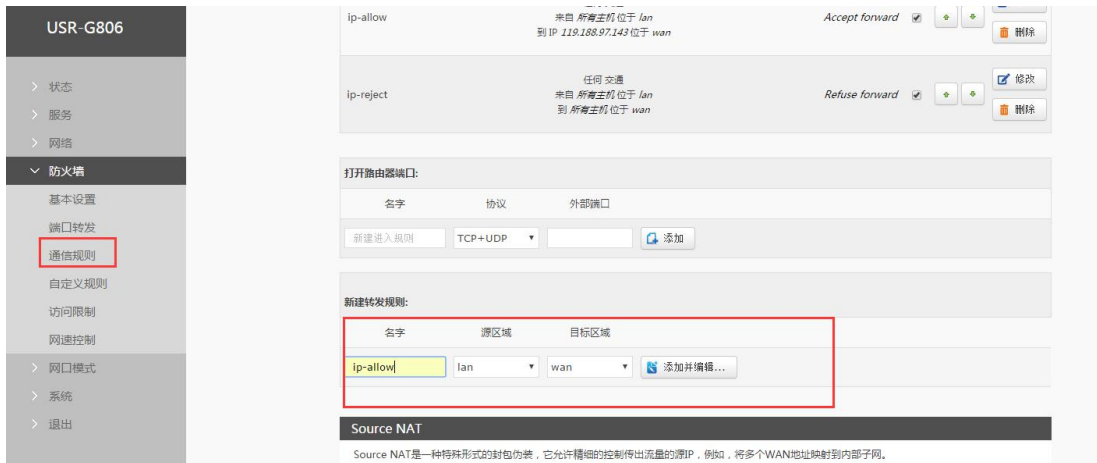 USR-G806
状态
服务
网络
防火墙
基本设置
端口转发
通信规则
自定义规则
访问限制
网速控制
网口模式
系统
退出
ip-allow
来自 所有主机 位于 lan
到 IP 119.188.97.143 位于 wan
Accept forward
删除
ip-reject
任何 交通
来自 所有主机 位于 lan
到 所有主机 位于 wan
Refuse forward
修改
删除
打开路由器端口:
名字 协议 外部端口
新建进入规则 TCP+UDP 添加
新建转发规则:
名字 源区域 目标区域
ip-allow lan wan 添加并编辑...
Source NAT
Source NAT是一种特殊形式的封包伪装，它允许精细的控制传出流量的源IP，例如，将多个WAN地址映射到内部子网。